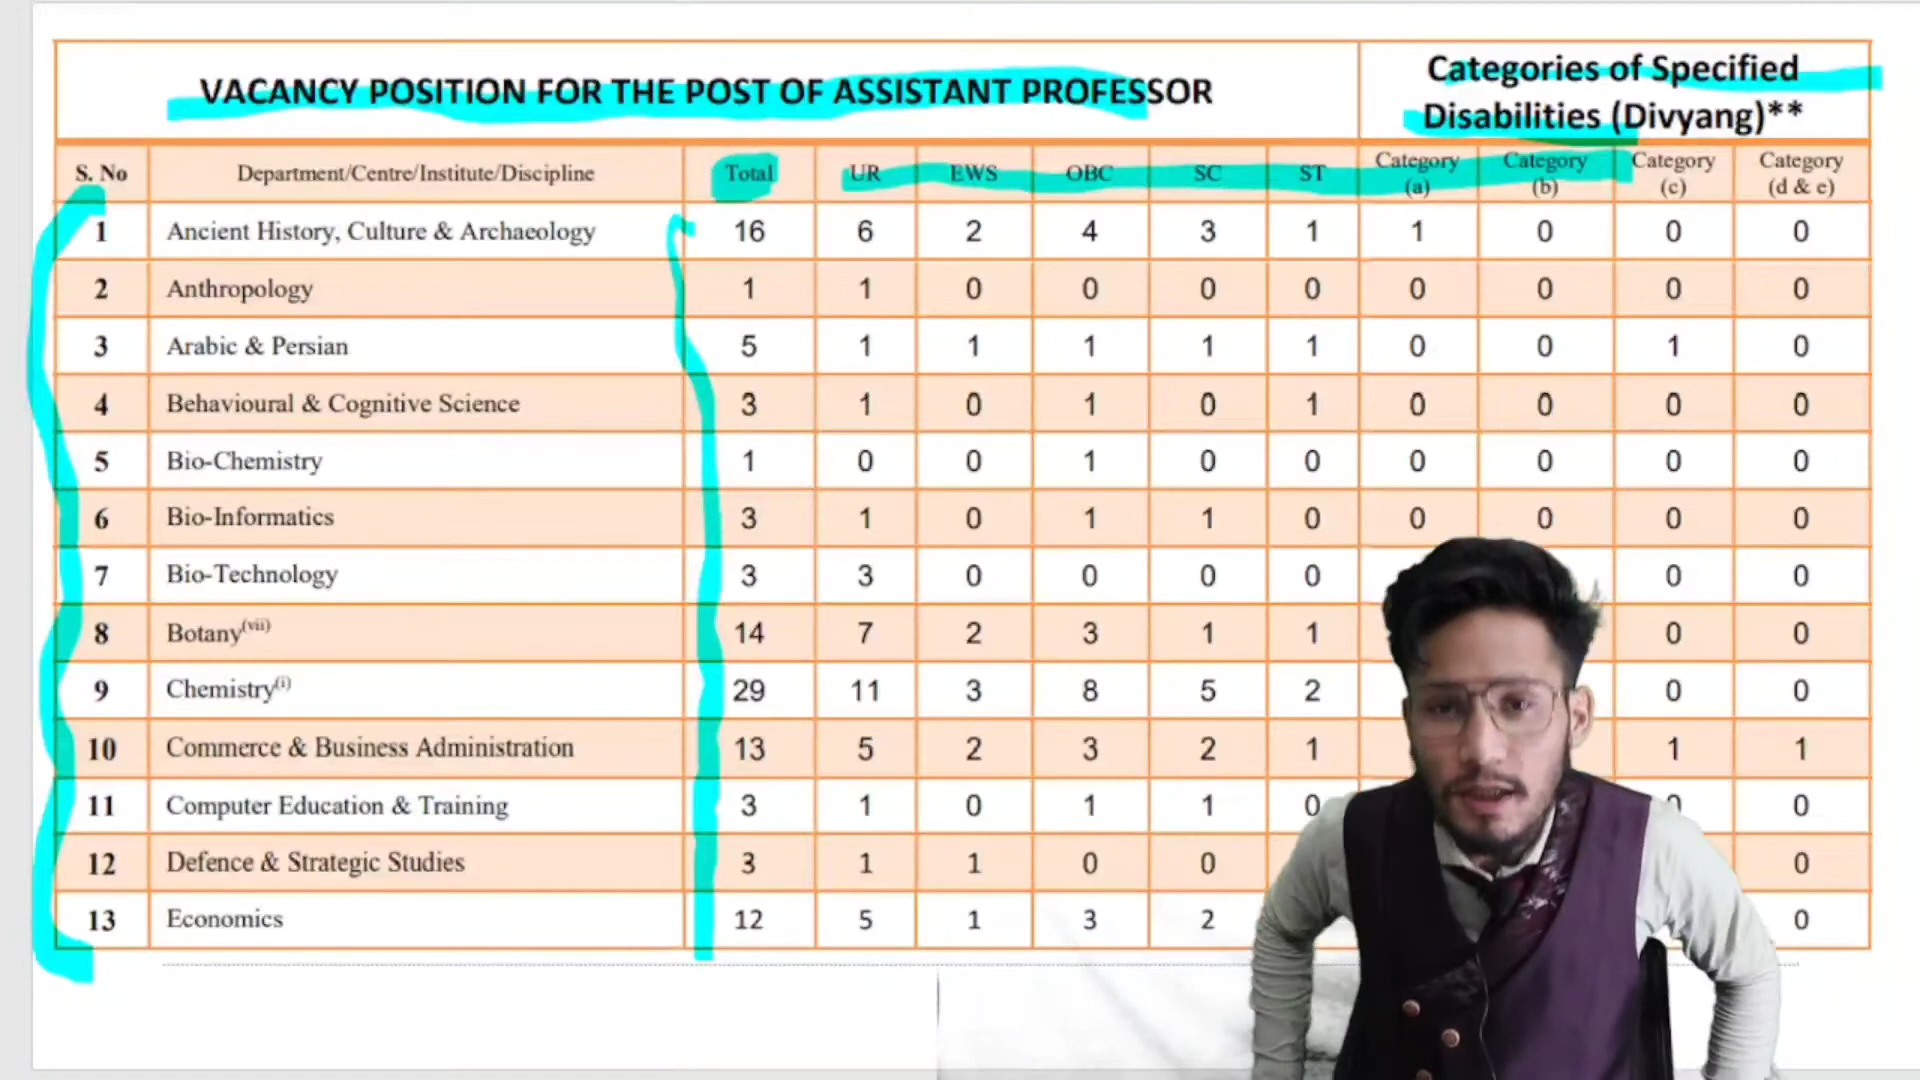 VACANCY POSITION FOR THE POST OF ASSISTANT PROFESSOR
Categories of Specified
Disabilities (Divyang)**
S. No Department/Centre/Institute/Discipline Total UR EWS OBC SC ST Category (a) Category (b) Category (c) Category (d & e)
1 Ancient History, Culture & Archaeology 16 6 2 4 3 1 1 0 0 0
2 Anthropology 1 1 0 0 0 0 0 0 0 0
3 Arabic & Persian 5 1 1 1 1 1 0 0 1 0
4 Behavioural & Cognitive Science 3 1 0 1 0 1 0 0 0 0
5 Bio-Chemistry 1 0 0 1 0 0 0 0 0 0
6 Bio-Informatics 3 1 0 1 1 0 0 0 0 0
7 Bio-Technology 3 3 0 0 0 0 0 0
8 Botany(vii) 14 7 2 3 1 1 0 0
9 Chemistry(i) 29 11 3 8 5 2 0 0
10 Commerce & Business Administration 13 5 2 3 2 1 1 1
11 Computer Education & Training 3 1 0 1 1 0 0
12 Defence & Strategic Studies 3 1 1 0 0 0
13 Economics 12 5 1 3 2 0